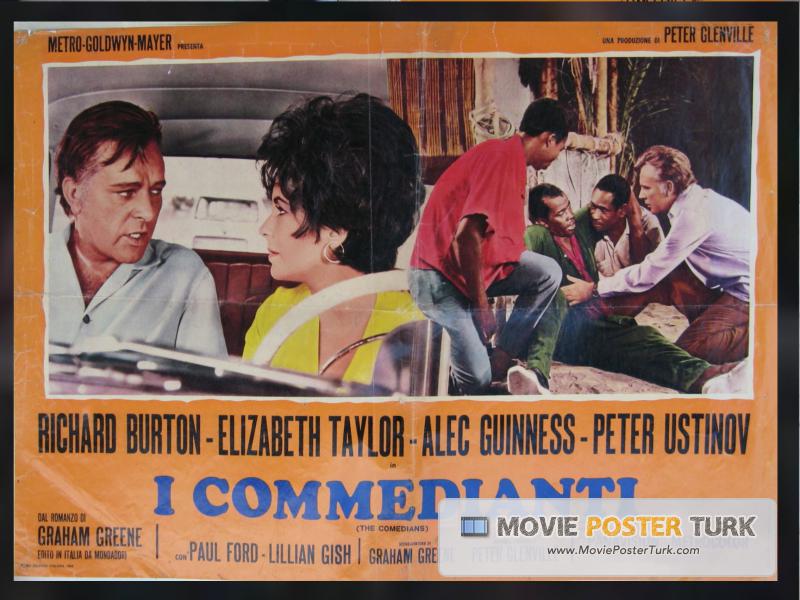 METRO-GOLDWYN-MAYER PRESENTA
UNA PRODUZIONE DI PETER GLENVILLE
RICHARD BURTON - ELIZABETH TAYLOR - ALEC GUINNESS - PETER USTINOV
in
I COMMEDIANTI
(THE COMEDIANS)
DAL ROMANZO DI
GRAHAM GREENE
EDITO IN ITALIA DA MONDADORI
CON PAUL FORD - LILLIAN GISH
GRAHAM GREENE
PETER GLENVILLE
MOVIE POSTER TURK
www.MoviePosterTurk.com